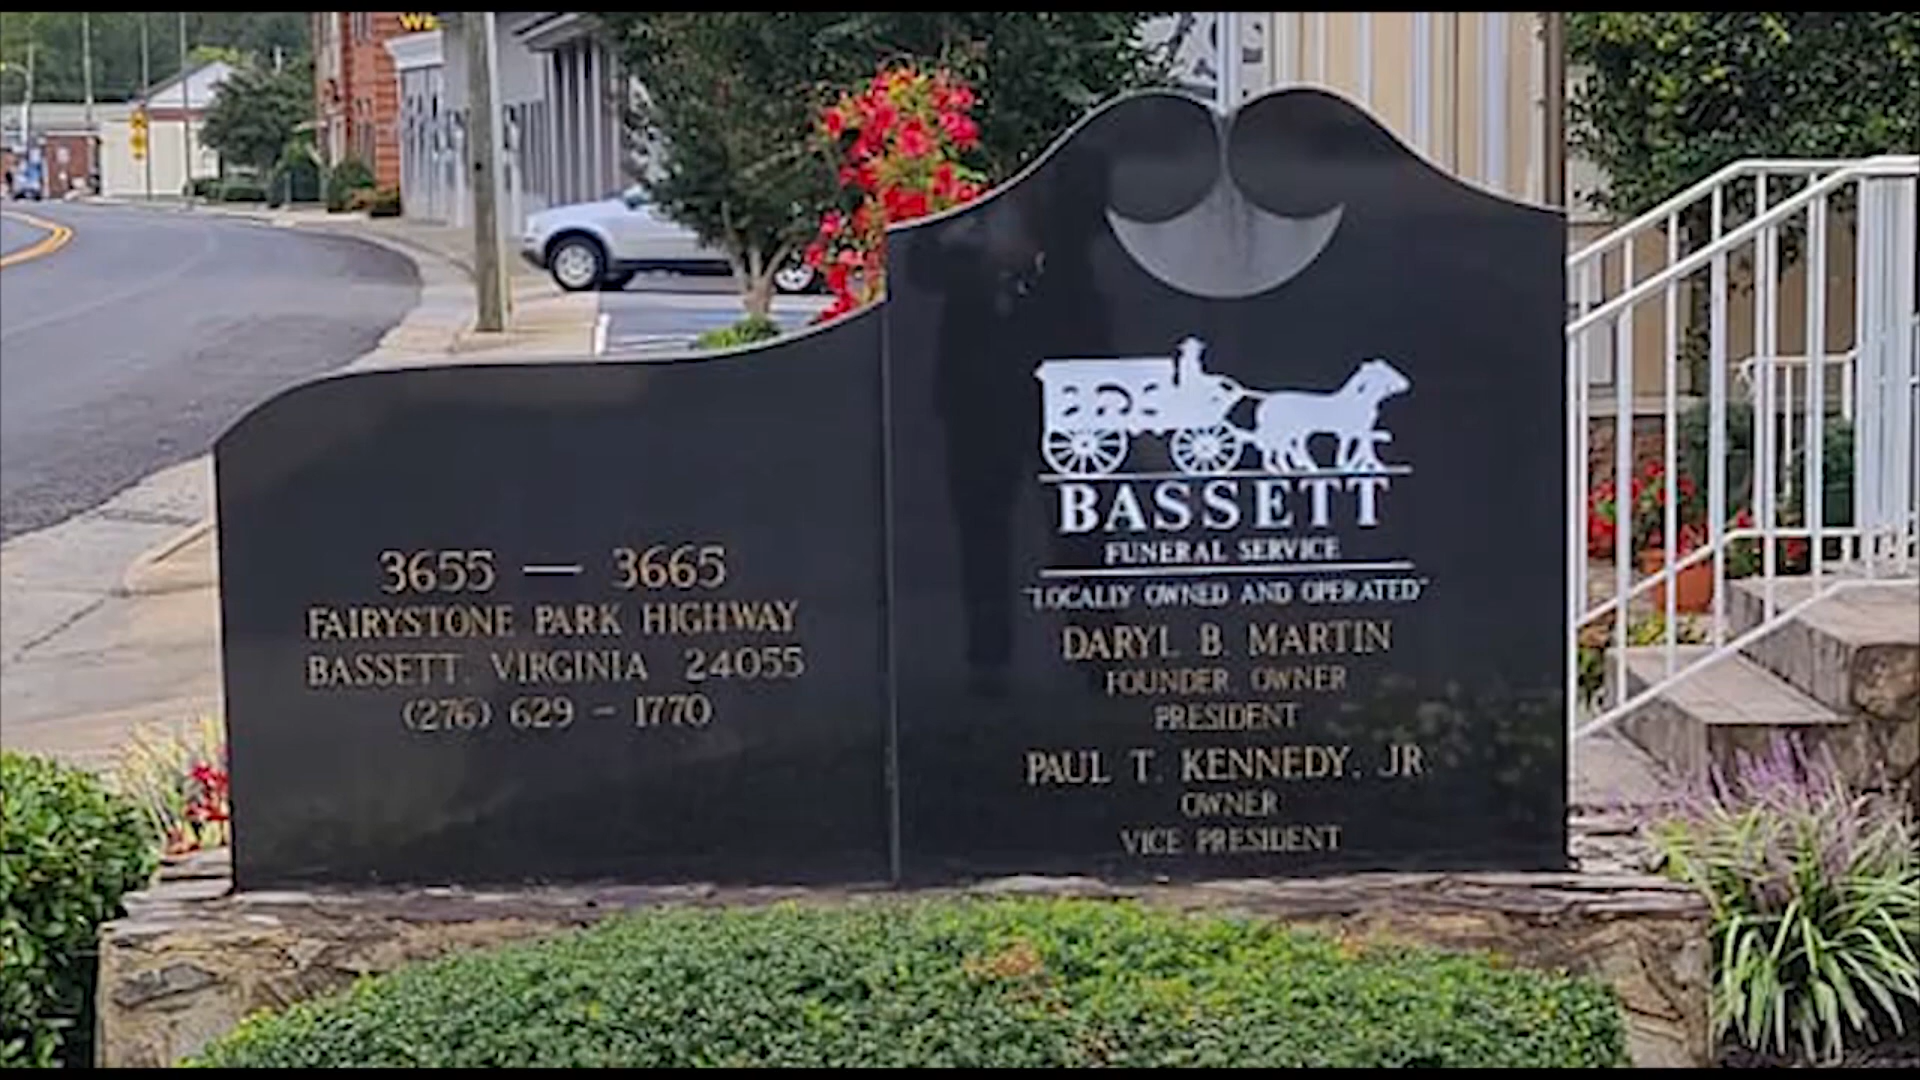 3655 — 3665
FAIRYSTONE PARK HIGHWAY
BASSETT, VIRGINIA 24055
(276) 629 - 1770
BASSETT
FUNERAL SERVICE
"LOCALLY OWNED AND OPERATED"
DARYL B. MARTIN
FOUNDER, OWNER
PRESIDENT
PAUL T. KENNEDY, JR.
OWNER
VICE PRESIDENT